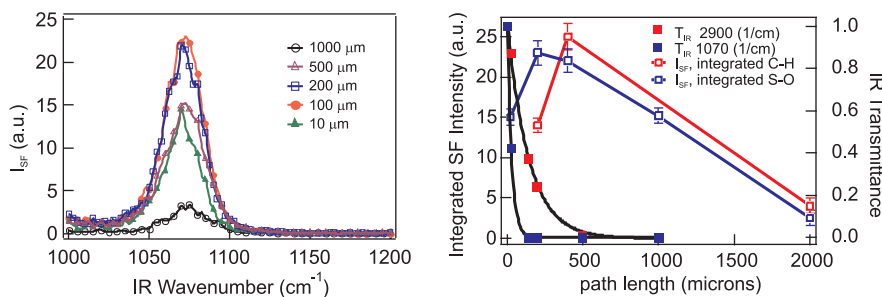 25
20
15
10
5
0
I_SF (a.u.)
1000
1050
1100
1150
1200
IR Wavenumber (cm⁻¹)
1000 μm
500 μm
200 μm
100 μm
10 μm
25
20
15
10
5
0
Integrated SF Intensity (a.u.)
T_IR 2900 (1/cm)
T_IR 1070 (1/cm)
I_SF, integrated C-H
I_SF, integrated S-O
1.0
0.8
0.6
0.4
0.2
0.0
IR Transmittance
0
500
1000
1500
2000
path length (microns)